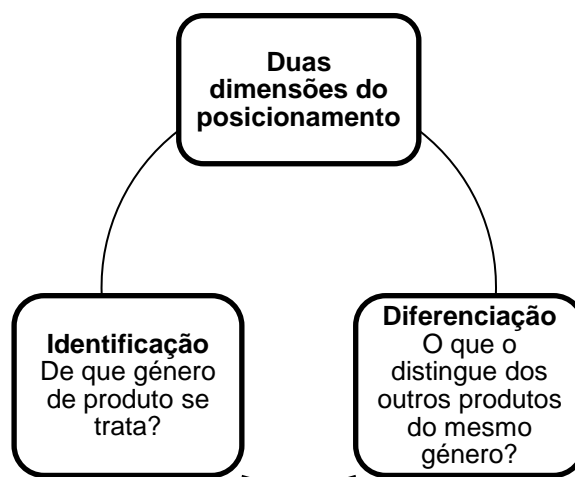 Duas
dimensões do
posicionamento
Identificação
De que género
de produto se
trata?
Diferenciação
O que o
distingue dos
outros produtos
do mesmo
género?